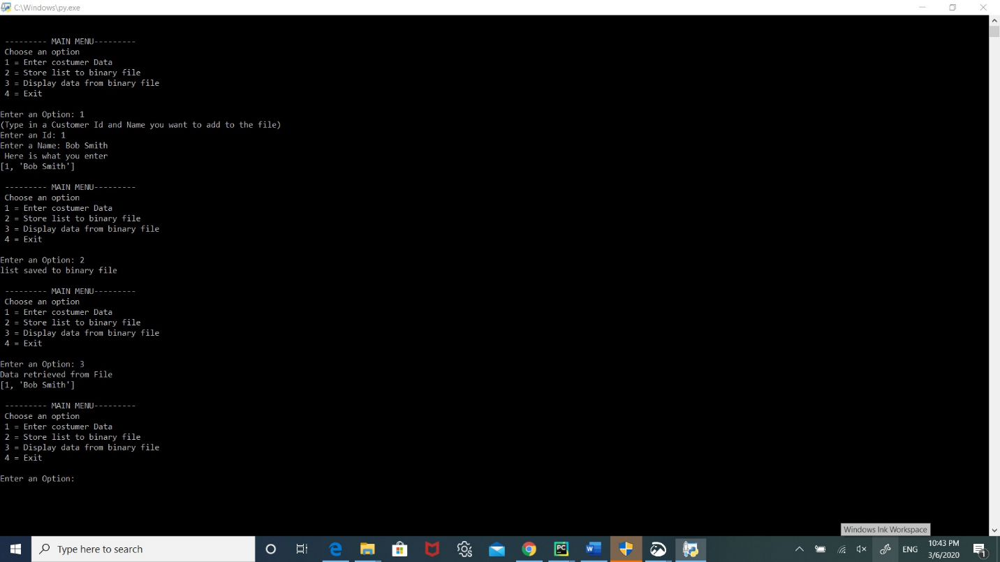 C:\Windows\py.exe
--------- MAIN MENU---------
Choose an option
1 = Enter costumer Data
2 = Store list to binary file
3 = Display data from binary file
4 = Exit
Enter an Option: 1
(Type in a Customer Id and Name you want to add to the file)
Enter an Id: 1
Enter a Name: Bob Smith
Here is what you enter
[1, 'Bob Smith']
--------- MAIN MENU---------
Choose an option
1 = Enter costumer Data
2 = Store list to binary file
3 = Display data from binary file
4 = Exit
Enter an Option: 2
list saved to binary file
--------- MAIN MENU---------
Choose an option
1 = Enter costumer Data
2 = Store list to binary file
3 = Display data from binary file
4 = Exit
Enter an Option: 3
Data retrieved from File
[1, 'Bob Smith']
--------- MAIN MENU---------
Choose an option
1 = Enter costumer Data
2 = Store list to binary file
3 = Display data from binary file
4 = Exit
Enter an Option:
Windows Ink Workspace
Type here to search
PC
W
ENG
10:43 PM
3/6/2020
1